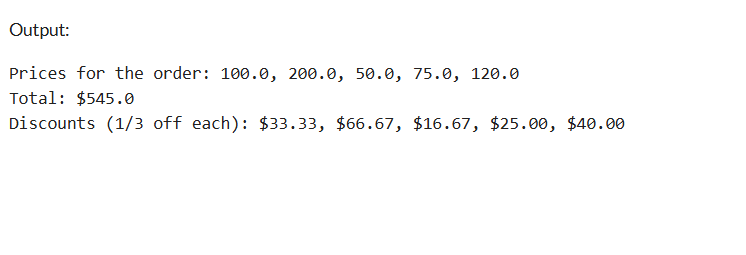 Output:
Prices for the order: 100.0, 200.0, 50.0, 75.0, 120.0
Total: $545.0
Discounts (1/3 off each): $33.33, $66.67, $16.67, $25.00, $40.00